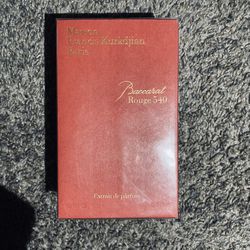 Maison
Francis Kurkdjian
Paris
Baccarat
Rouge 540
Extrait de parfum